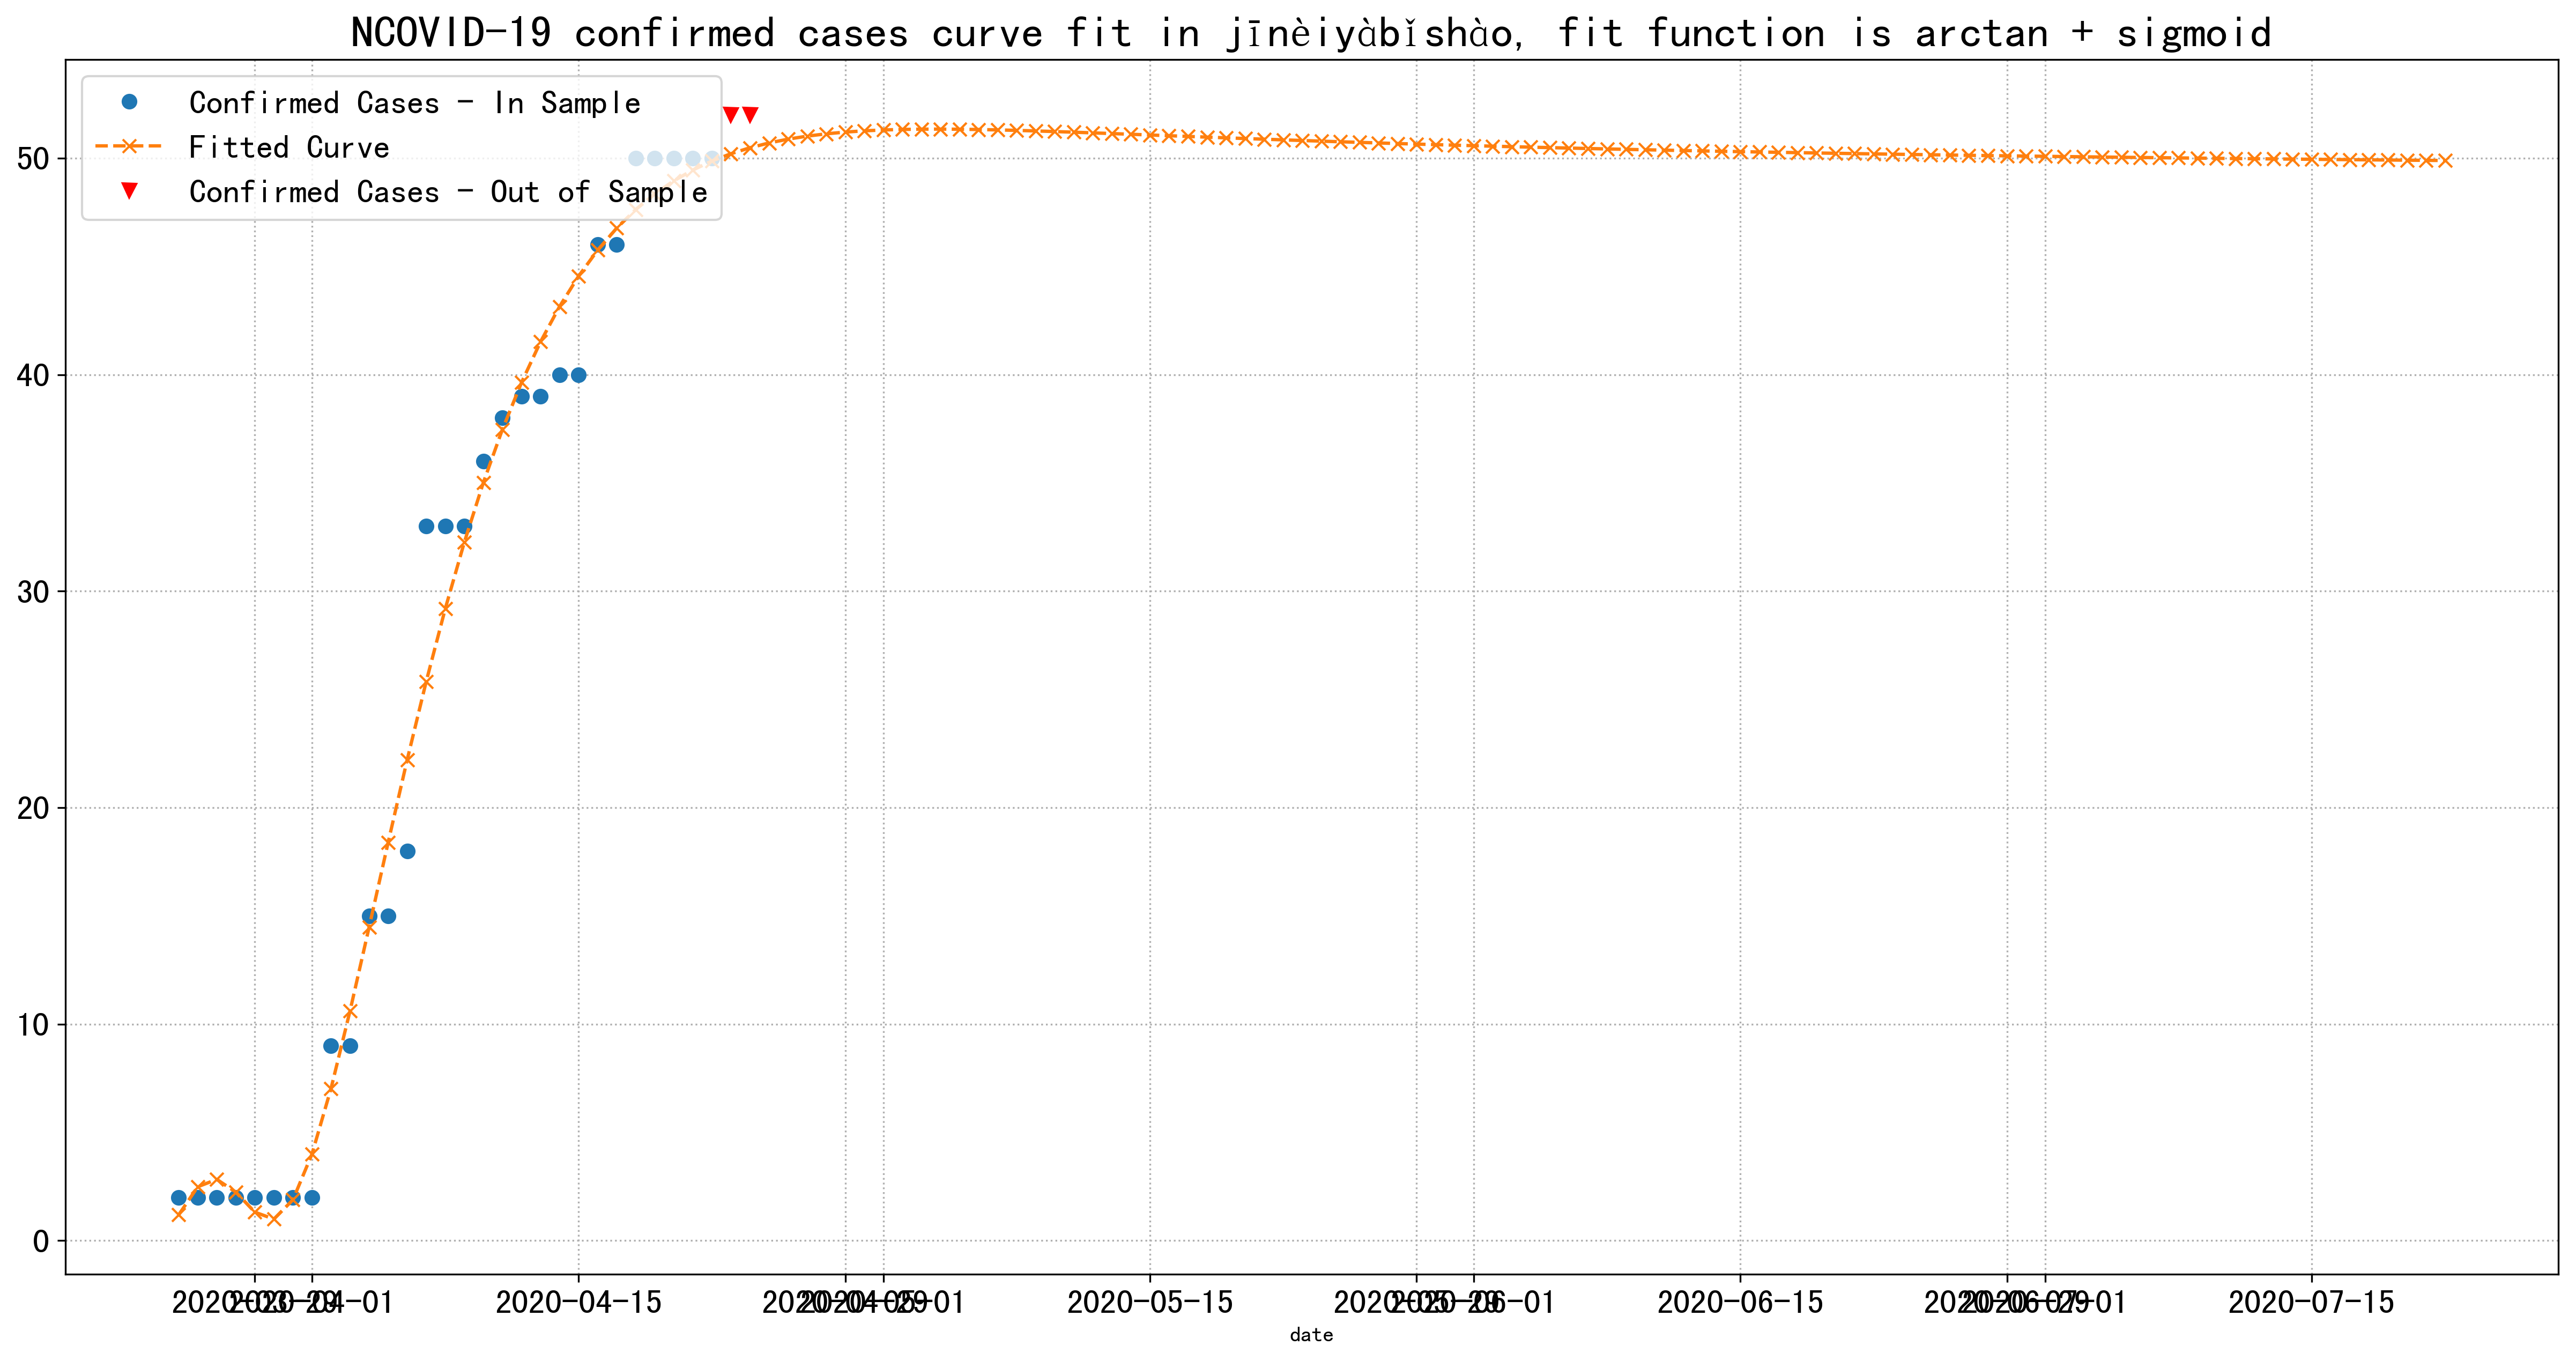 NCOVID-19 confirmed cases curve fit in jīnèiyàbǐshào, fit function is arctan + sigmoid
Confirmed Cases - In Sample
Fitted Curve
Confirmed Cases - Out of Sample
50
40
30
20
10
0
2020-03-29 2020-04-01 2020-04-15 2020-04-29 2020-05-01 2020-05-15 2020-05-29 2020-06-01 2020-06-15 2020-06-29 2020-07-01 2020-07-15
date